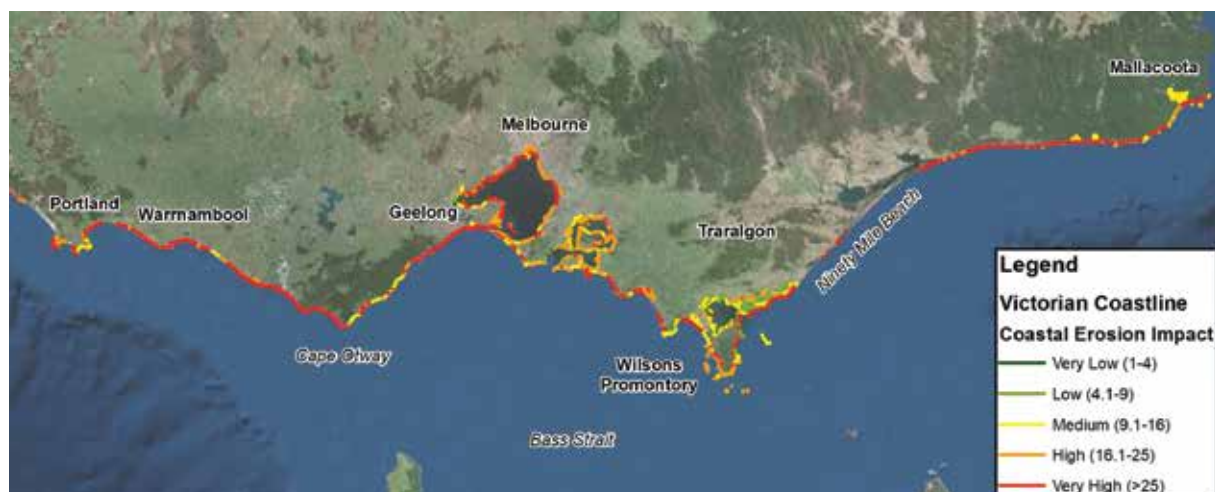 Mallacoota
Melbourne
Portland
Warrnambool
Geelong
Traralgon
Ninety Mile Beach
Cape Otway
Wilsons
Promontory
Bass Strait
Legend
Victorian Coastline
Coastal Erosion Impact
Very Low (1-4)
Low (4.1-9)
Medium (9.1-16)
High (16.1-25)
Very High (>25)